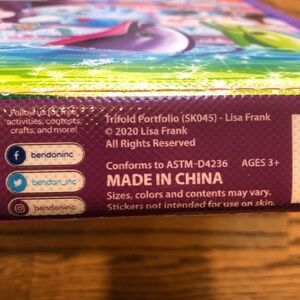 Follow us for free
activities, contests,
crafts, and more!
bendoninc
bendon_inc
bendoninc
Trifold Portfolio (SK045) - Lisa Frank
© 2020 Lisa Frank
All Rights Reserved
Conforms to ASTM-D4236 AGES 3+
MADE IN CHINA
Sizes, colors and contents may vary.
Stickers not intended for use on skin.